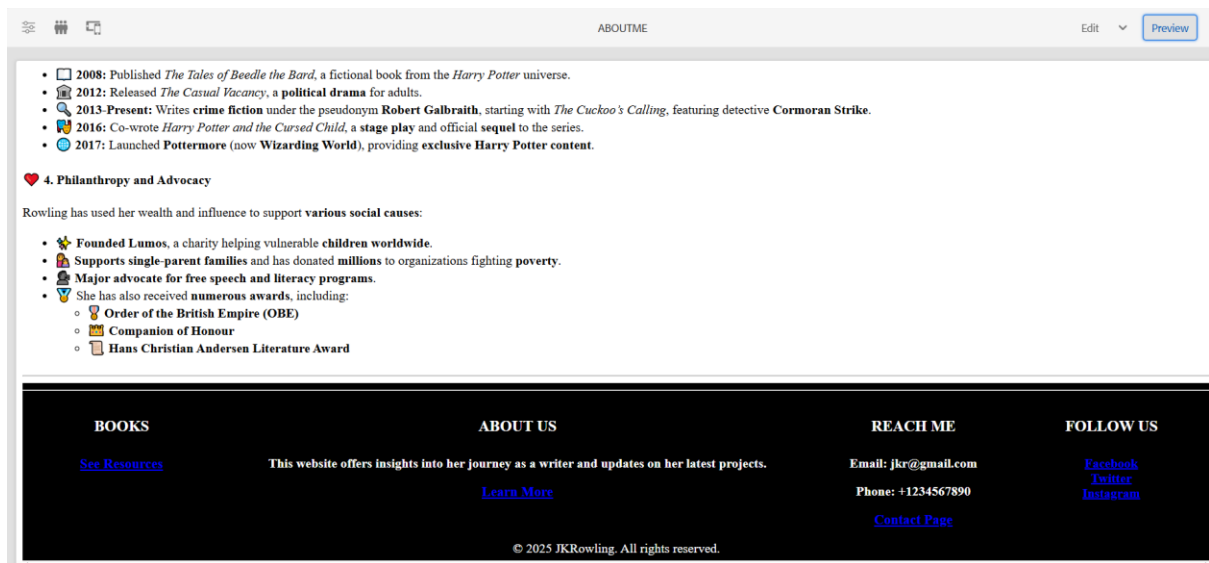 ABOUTME
Edit
Preview
2008: Published The Tales of Beedle the Bard, a fictional book from the Harry Potter universe.
2012: Released The Casual Vacancy, a political drama for adults.
2013-Present: Writes crime fiction under the pseudonym Robert Galbraith, starting with The Cuckoo's Calling, featuring detective Cormoran Strike.
2016: Co-wrote Harry Potter and the Cursed Child, a stage play and official sequel to the series.
2017: Launched Pottermore (now Wizarding World), providing exclusive Harry Potter content.
4. Philanthropy and Advocacy
Rowling has used her wealth and influence to support various social causes:
Founded Lumos, a charity helping vulnerable children worldwide.
Supports single-parent families and has donated millions to organizations fighting poverty.
Major advocate for free speech and literacy programs.
She has also received numerous awards, including:
Order of the British Empire (OBE)
Companion of Honour
Hans Christian Andersen Literature Award
BOOKS
See Resources
ABOUT US
This website offers insights into her journey as a writer and updates on her latest projects.
Learn More
REACH ME
Email: jkr@gmail.com
Phone: +1234567890
Contact Page
FOLLOW US
Facebook
Twitter
Instagram
© 2025 JKRowling. All rights reserved.